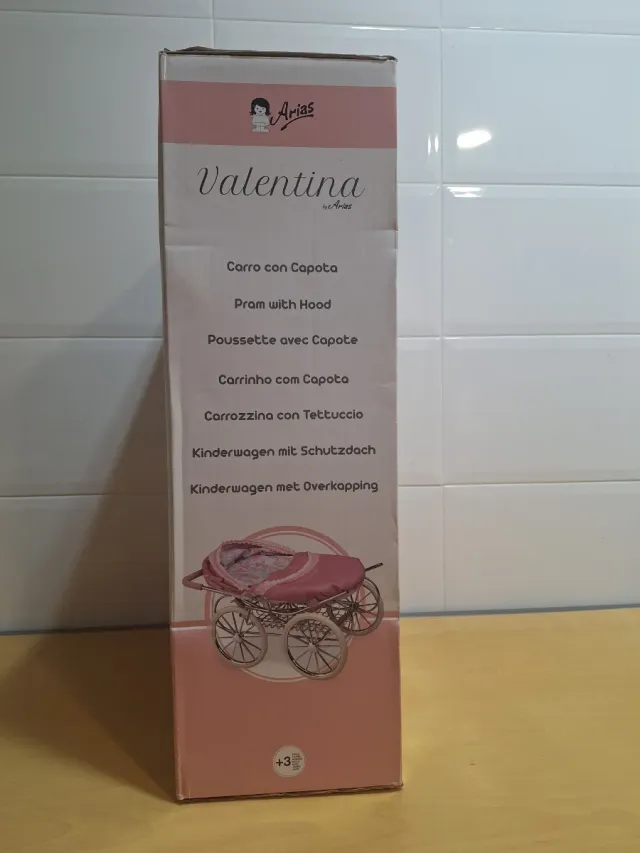 Arias
Valentina
by Arias
Carro con Capota
Pram with Hood
Poussette avec Capote
Carrinho com Capota
Carrozzina con Tettuccio
Kinderwagen mit Schutzdach
Kinderwagen met Overkapping
+3